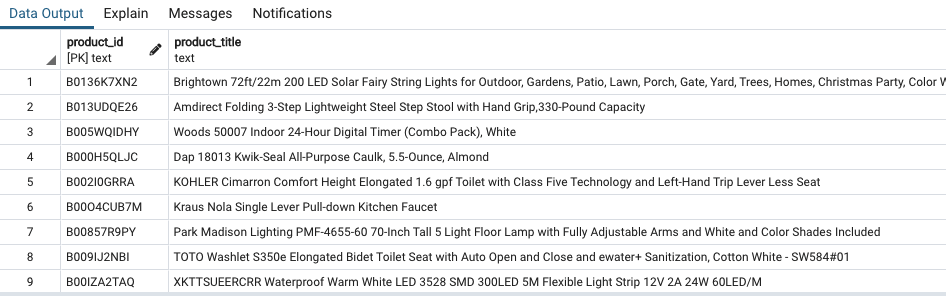 Data Output Explain Messages Notifications
product_id product_title
[PK] text text
1 B0136K7XN2 Brightown 72ft/22m 200 LED Solar Fairy String Lights for Outdoor, Gardens, Patio, Lawn, Porch, Gate, Yard, Trees, Homes, Christmas Party, Color
2 B013UDQE26 Amdirect Folding 3-Step Lightweight Steel Step Stool with Hand Grip,330-Pound Capacity
3 B005WQIDHY Woods 50007 Indoor 24-Hour Digital Timer (Combo Pack), White
4 B000H5QLJC Dap 18013 Kwik-Seal All-Purpose Caulk, 5.5-Ounce, Almond
5 B002I0GRRA KOHLER Cimarron Comfort Height Elongated 1.6 gpf Toilet with Class Five Technology and Left-Hand Trip Lever Less Seat
6 B00O4CUB7M Kraus Nola Single Lever Pull-down Kitchen Faucet
7 B00857R9PY Park Madison Lighting PMF-4655-60 70-Inch Tall 5 Light Floor Lamp with Fully Adjustable Arms and White and Color Shades Included
8 B009IJ2NBI TOTO Washlet S350e Elongated Bidet Toilet Seat with Auto Open and Close and ewater+ Sanitization, Cotton White - SW584#01
9 B00IZA2TAQ XKTTSUEERCRR Waterproof Warm White LED 3528 SMD 300LED 5M Flexible Light Strip 12V 2A 24W 60LED/M